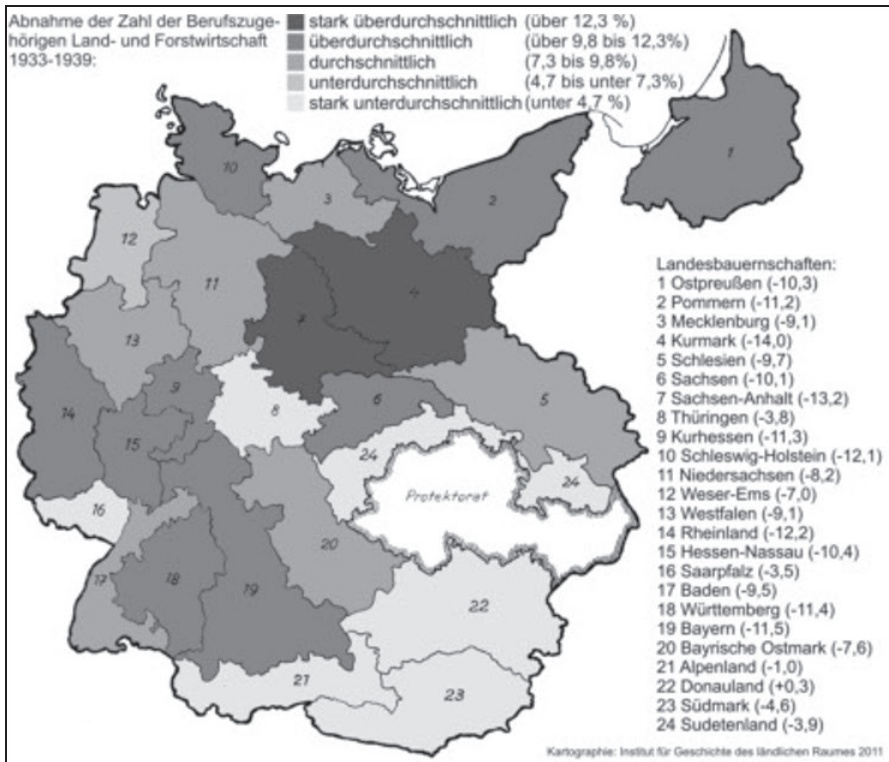 Abnahme der Zahl der Berufszuge-
hörigen Land- und Forstwirtschaft
1933-1939:
stark überdurchschnittlich (über 12,3 %)
überdurchschnittlich (über 9,8 bis 12,3%)
durchschnittlich (7,3 bis 9,8%)
unterdurchschnittlich (4,7 bis unter 7,3%)
stark unterdurchschnittlich (unter 4,7 %)
10
3
2
1
12
11
4
7
13
9
14
15
8
6
5
24
24
16
Protektorat
20
17
18
19
22
21
23
Landesbauernschaften:
1 Ostpreußen (-10,3)
2 Pommern (-11,2)
3 Mecklenburg (-9,1)
4 Kurmark (-14,0)
5 Schlesien (-9,7)
6 Sachsen (-10,1)
7 Sachsen-Anhalt (-13,2)
8 Thüringen (-3,8)
9 Kurhessen (-11,3)
10 Schleswig-Holstein (-12,1)
11 Niedersachsen (-8,2)
12 Weser-Ems (-7,0)
13 Westfalen (-9,1)
14 Rheinland (-12,2)
15 Hessen-Nassau (-10,4)
16 Saarpfalz (-3,5)
17 Baden (-9,5)
18 Württemberg (-11,4)
19 Bayern (-11,5)
20 Bayrische Ostmark (-7,6)
21 Alpenland (-1,0)
22 Donauland (+0,3)
23 Südmark (-4,6)
24 Sudetenland (-3,9)
Kartographie: Institut für Geschichte des ländlichen Raumes 2011